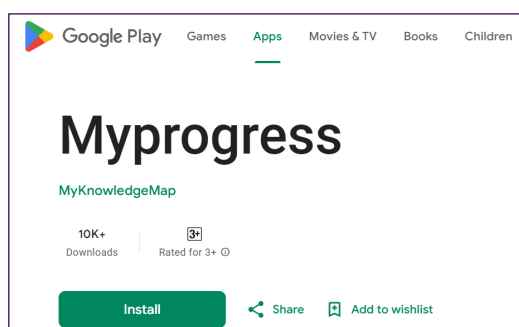 Google Play Games Apps Movies & TV Books Children
Myprogress
MyKnowledgeMap
10K+ 3+
Downloads Rated for 3+
Install Share Add to wishlist